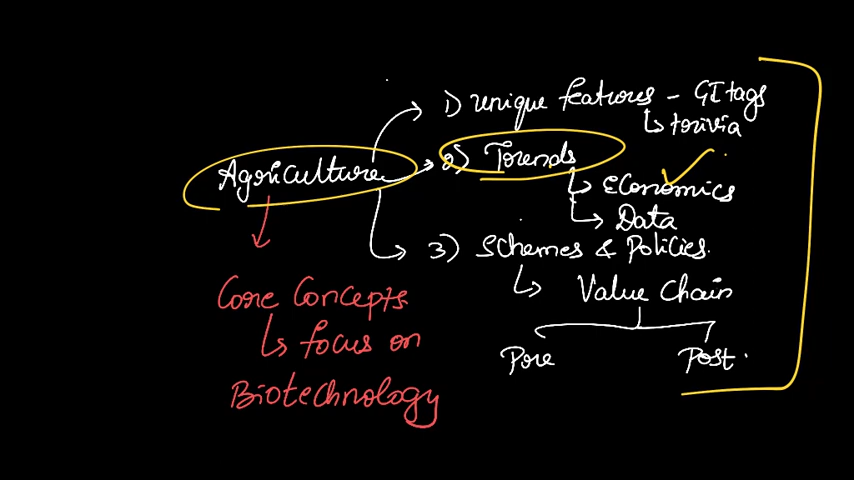 1) unique features - GI tags
↳ trivia
Agriculture
2) Trends
↳ Economics
↳ Data
3) Schemes & Policies.
↳ Value Chain
Pre Post.
Core Concepts
↳ focus on
Biotechnology